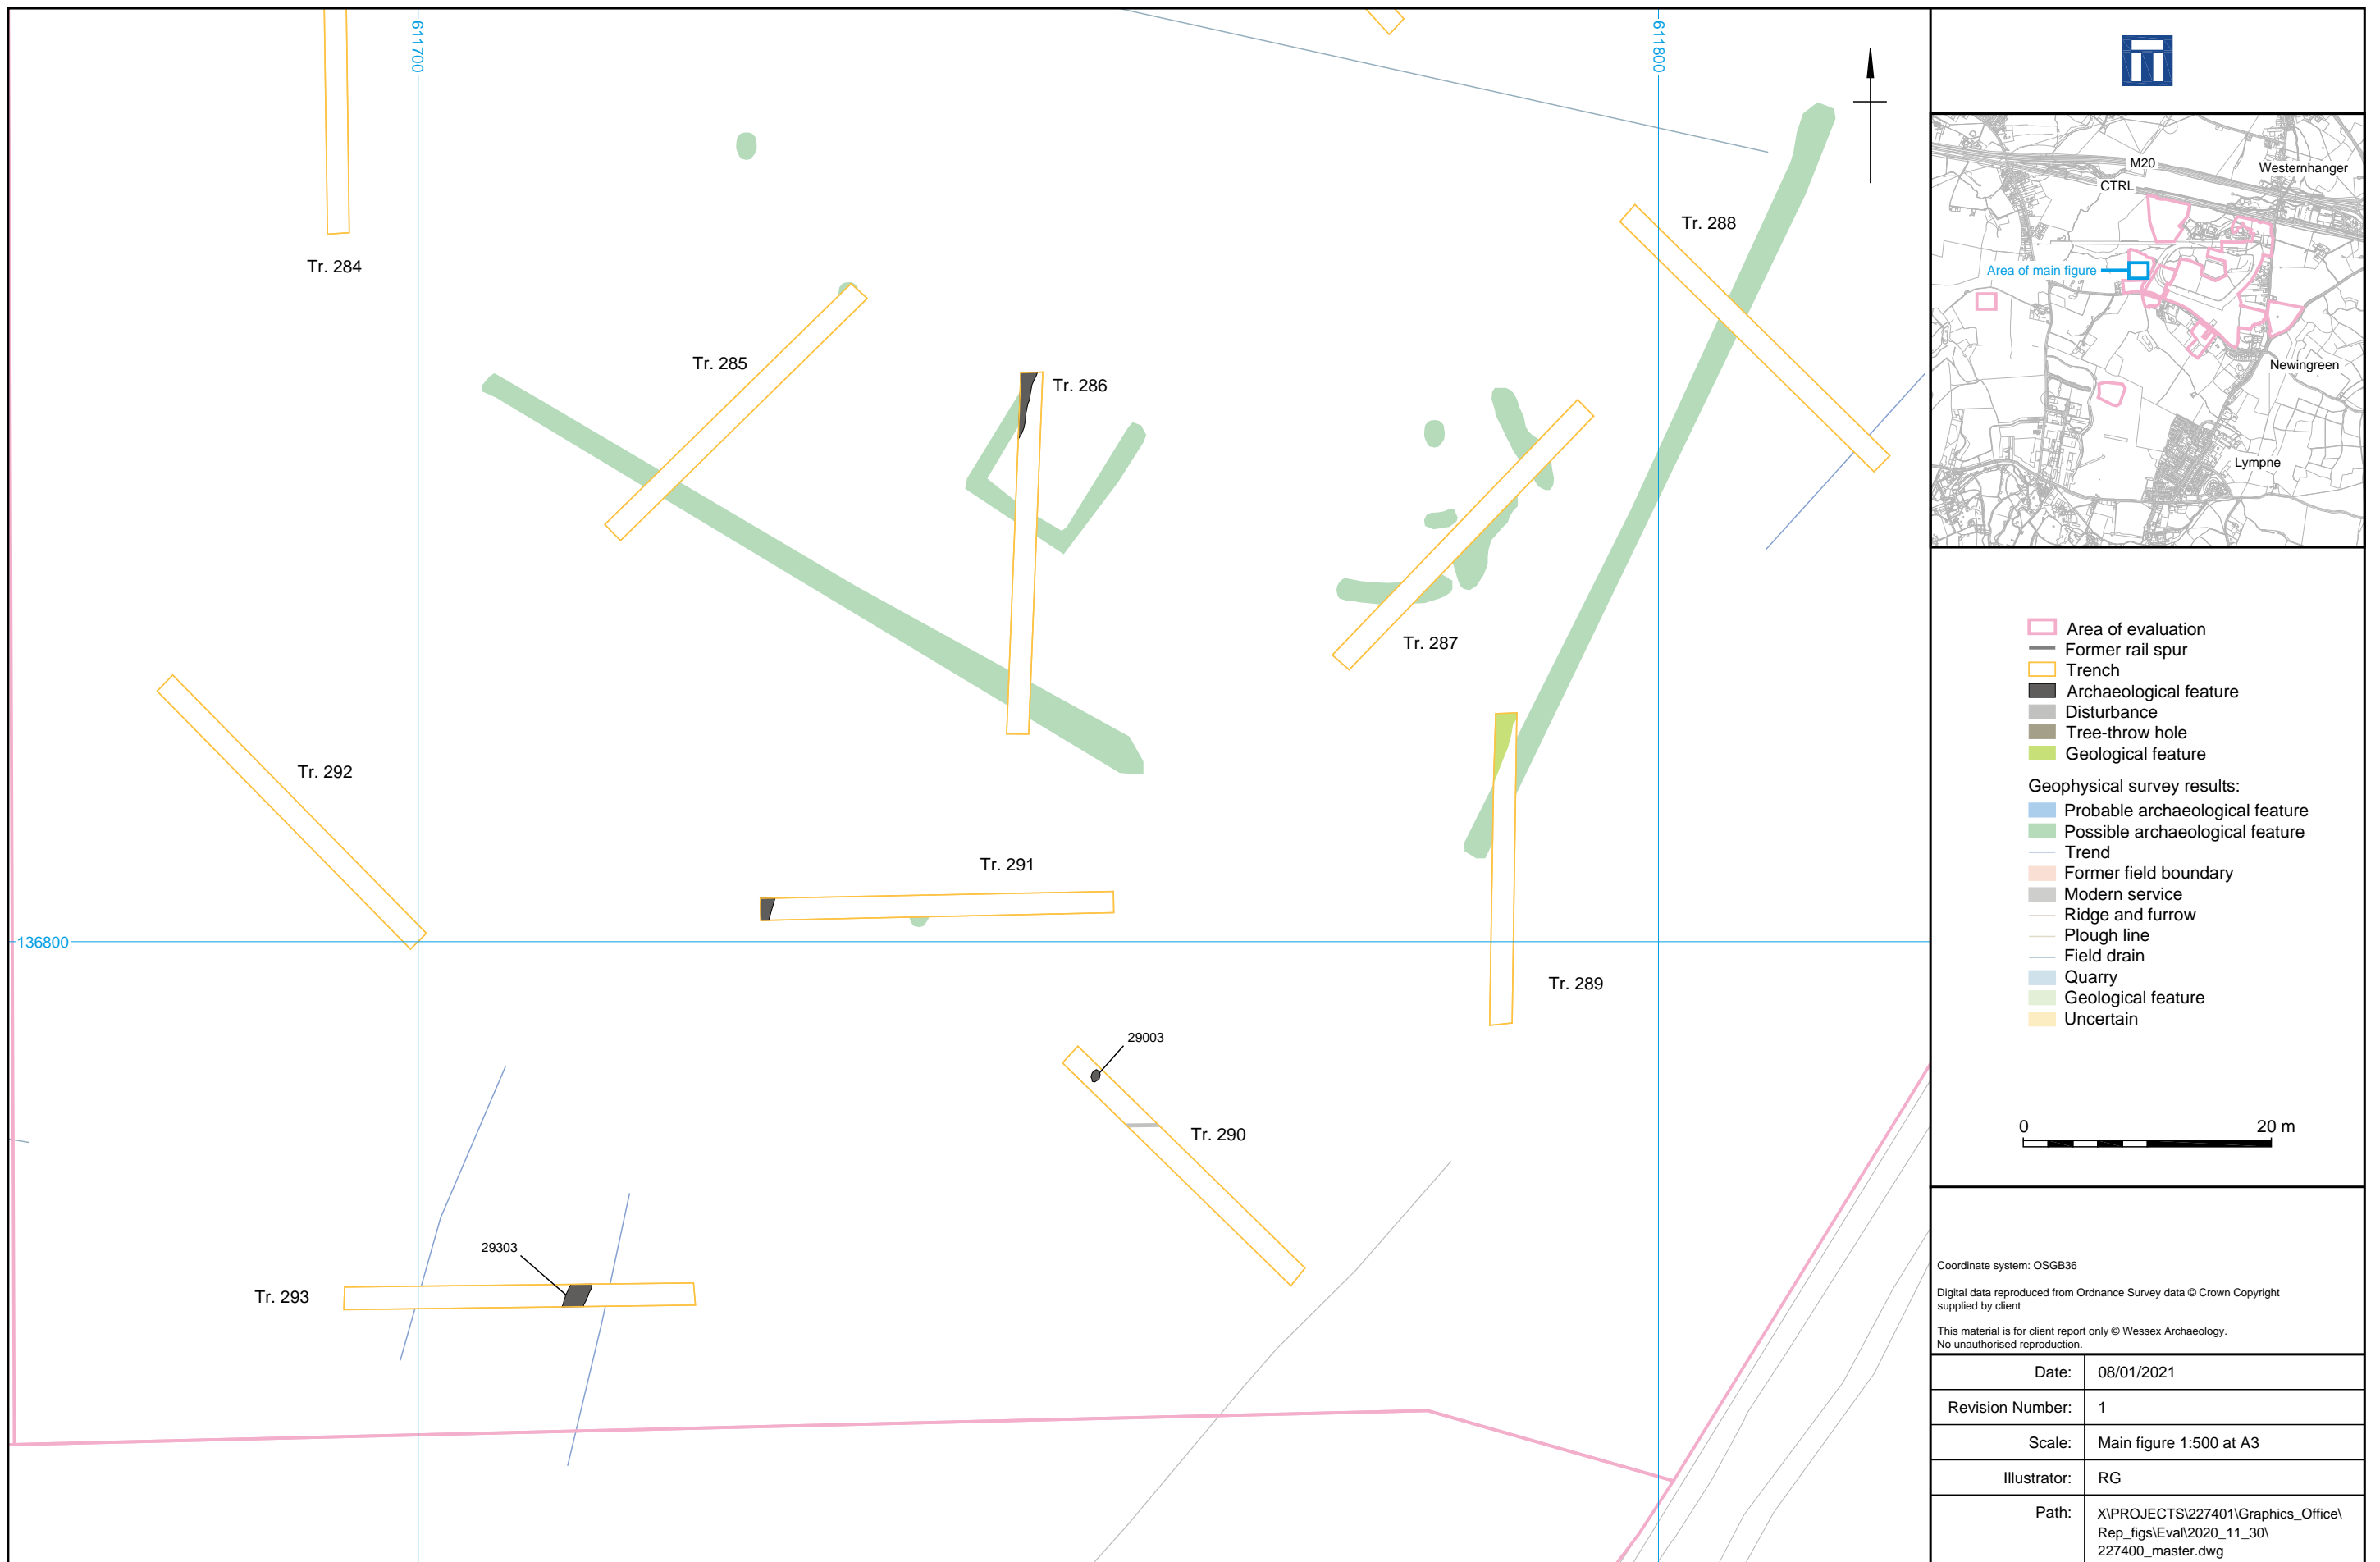 611700
611800
Tr. 284
Tr. 288
Tr. 285
Tr. 286
Tr. 287
Tr. 292
Tr. 291
136800
Tr. 289
29003
Tr. 290
29303
Tr. 293
M20
Westernhanger
CTRL
Area of main figure
Newingreen
Lympne
Area of evaluation
Former rail spur
Trench
Archaeological feature
Disturbance
Tree-throw hole
Geological feature
Geophysical survey results:
Probable archaeological feature
Possible archaeological feature
Trend
Former field boundary
Modern service
Ridge and furrow
Plough line
Field drain
Quarry
Geological feature
Uncertain
0 20 m
Coordinate system: OSGB36
Digital data reproduced from Ordnance Survey data © Crown Copyright
supplied by client
This material is for client report only © Wessex Archaeology.
No unauthorised reproduction.
Date: 08/01/2021
Revision Number: 1
Scale: Main figure 1:500 at A3
Illustrator: RG
Path: X\PROJECTS\227401\Graphics_Office\
Rep_figs\Eval\2020_11_30\
227400_master.dwg